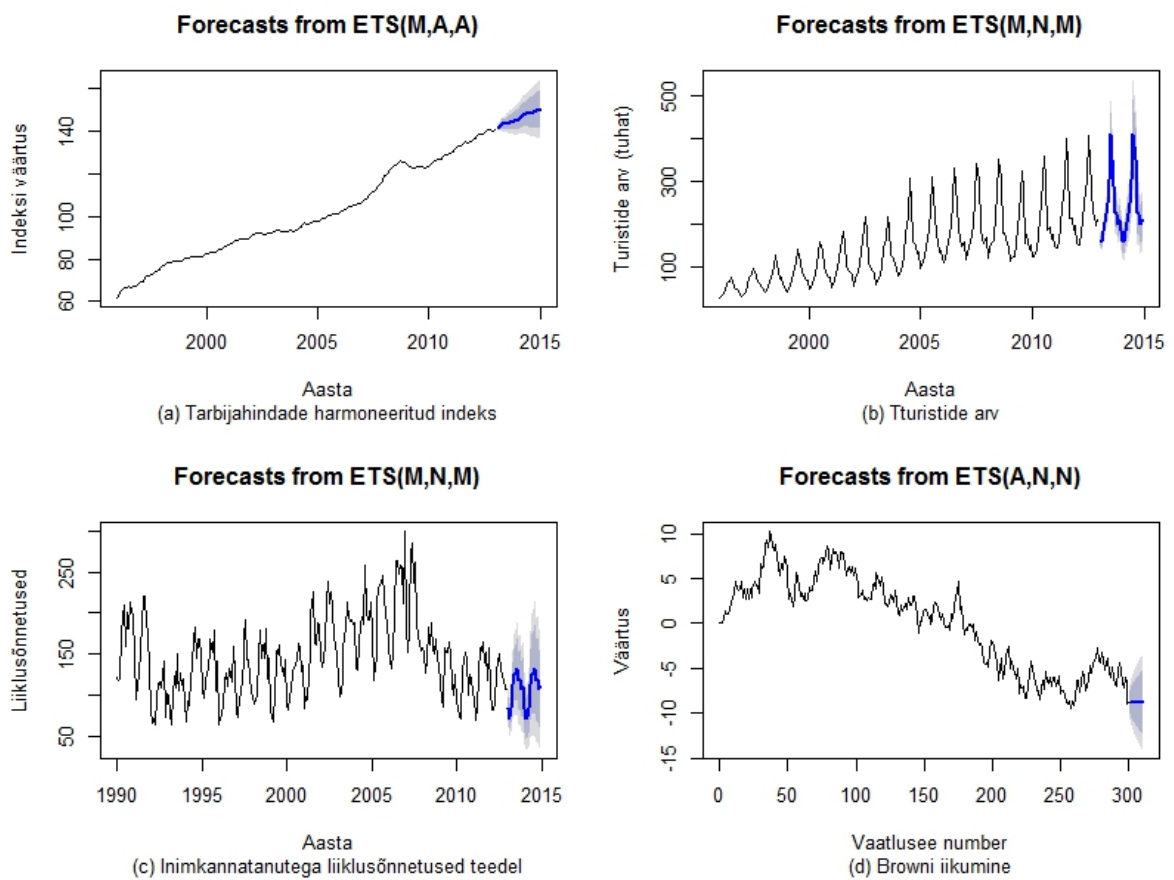 Forecasts from ETS(M,A,A)
Indeksi väärtus
60
80
100
140
2000
2005
2010
2015
Aasta
(a) Tarbijahindade harmoneeritud indeks
Forecasts from ETS(M,N,M)
Turistide arv (tuhat)
100
300
500
2000
2005
2010
2015
Aasta
(b) Tturistide arv
Forecasts from ETS(M,N,M)
Liiklusõnnetused
50
150
250
1990
1995
2000
2005
2010
2015
Aasta
(c) Inimkannatanutega liiklusõnnetused teedel
Forecasts from ETS(A,N,N)
Väärtus
-15
-10
-5
0
5
10
0
50
100
150
200
250
300
Vaatlusee number
(d) Browni iikumine